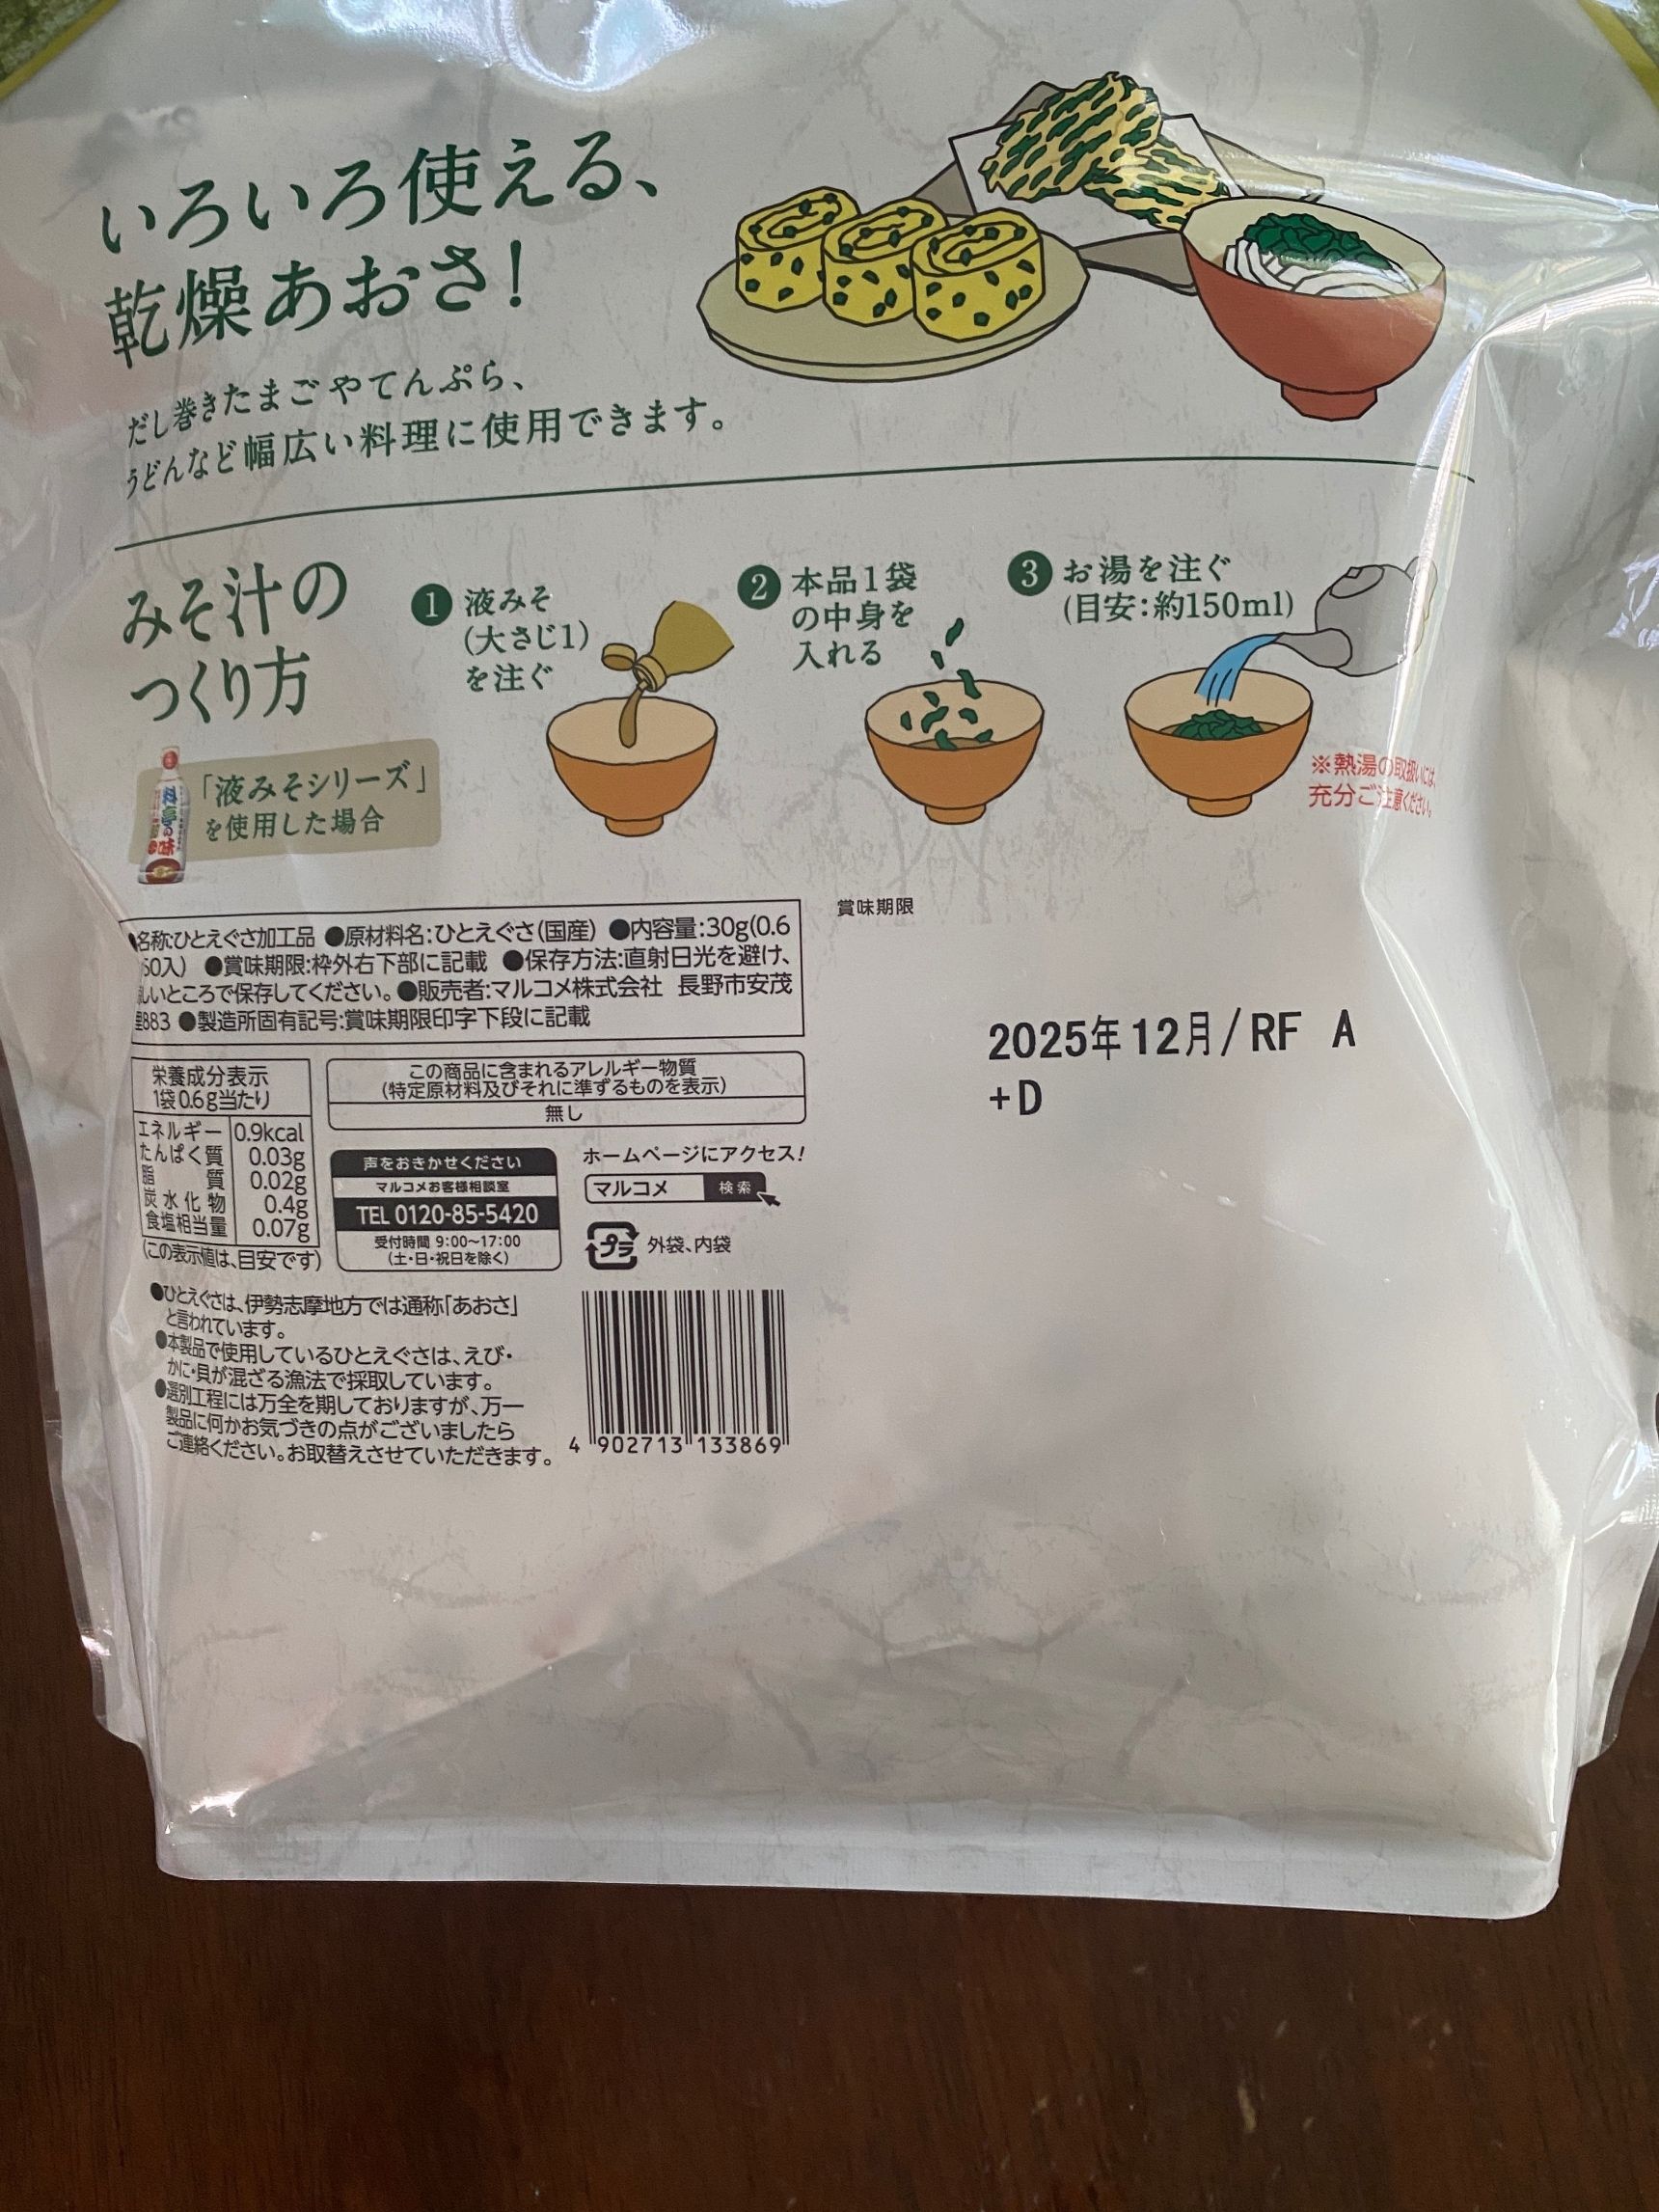 いろいろ使える、
乾燥あおさ!
だし巻きたまごやてんぷら、
うどんなど幅広い料理に使用できます。
みそ汁の
つくり方
「液みそシリーズ」
を使用した場合
料亭の味
1 液みそ
(大さじ1)
を注ぐ
2 本品1袋
の中身を
入れる
3 お湯を注ぐ
(目安:約150ml)
※熱湯の取扱いには、
充分ご注意ください。
●名称:ひとえぐさ加工品 ●原材料名:ひとえぐさ(国産) ●内容量:30g(0.6
50入) ●賞味期限:枠外右下部に記載 ●保存方法:直射日光を避け、
しいところで保存してください。●販売者:マルコメ株式会社 長野市安茂
里883 ●製造所固有記号:賞味期限印字下段に記載
賞味期限
2025年12月/RF A
+D
栄養成分表示
1袋0.6g当たり
エネルギー 0.9kcal
たんぱく質 0.03g
脂質 0.02g
炭水化物 0.4g
食塩相当量 0.07g
(この表示値は、目安です)
この商品に含まれるアレルギー物質
(特定原材料及びそれに準ずるものを表示)
無し
声をおきかせください
マルコメお客様相談室
TEL 0120-85-5420
受付時間 9:00~17:00
(土・日・祝日を除く)
ホームページにアクセス!
マルコメ 検索
プラ 外袋、内袋
●ひとえぐさは、伊勢志摩地方では通称「あおさ」
と言われています。
●本製品で使用しているひとえぐさは、えび・
かに・貝が混ざる漁法で採取しています。
●選別工程には万全を期しておりますが、万一
製品に何かお気づきの点がございましたら
ご連絡ください。お取替えさせていただきます。
4 902713 133869